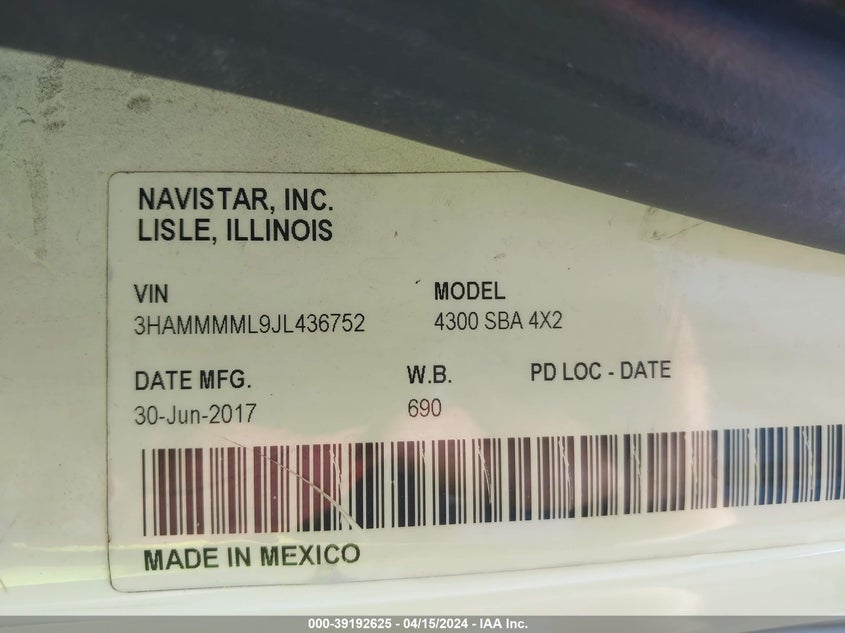 NAVISTAR, INC.
LISLE, ILLINOIS
VIN MODEL
3HAMMMML9JL436752 4300 SBA 4X2
DATE MFG. W.B. PD LOC - DATE
30-Jun-2017 690
MADE IN MEXICO
000-39192625 - 04/15/2024 - IAA Inc.